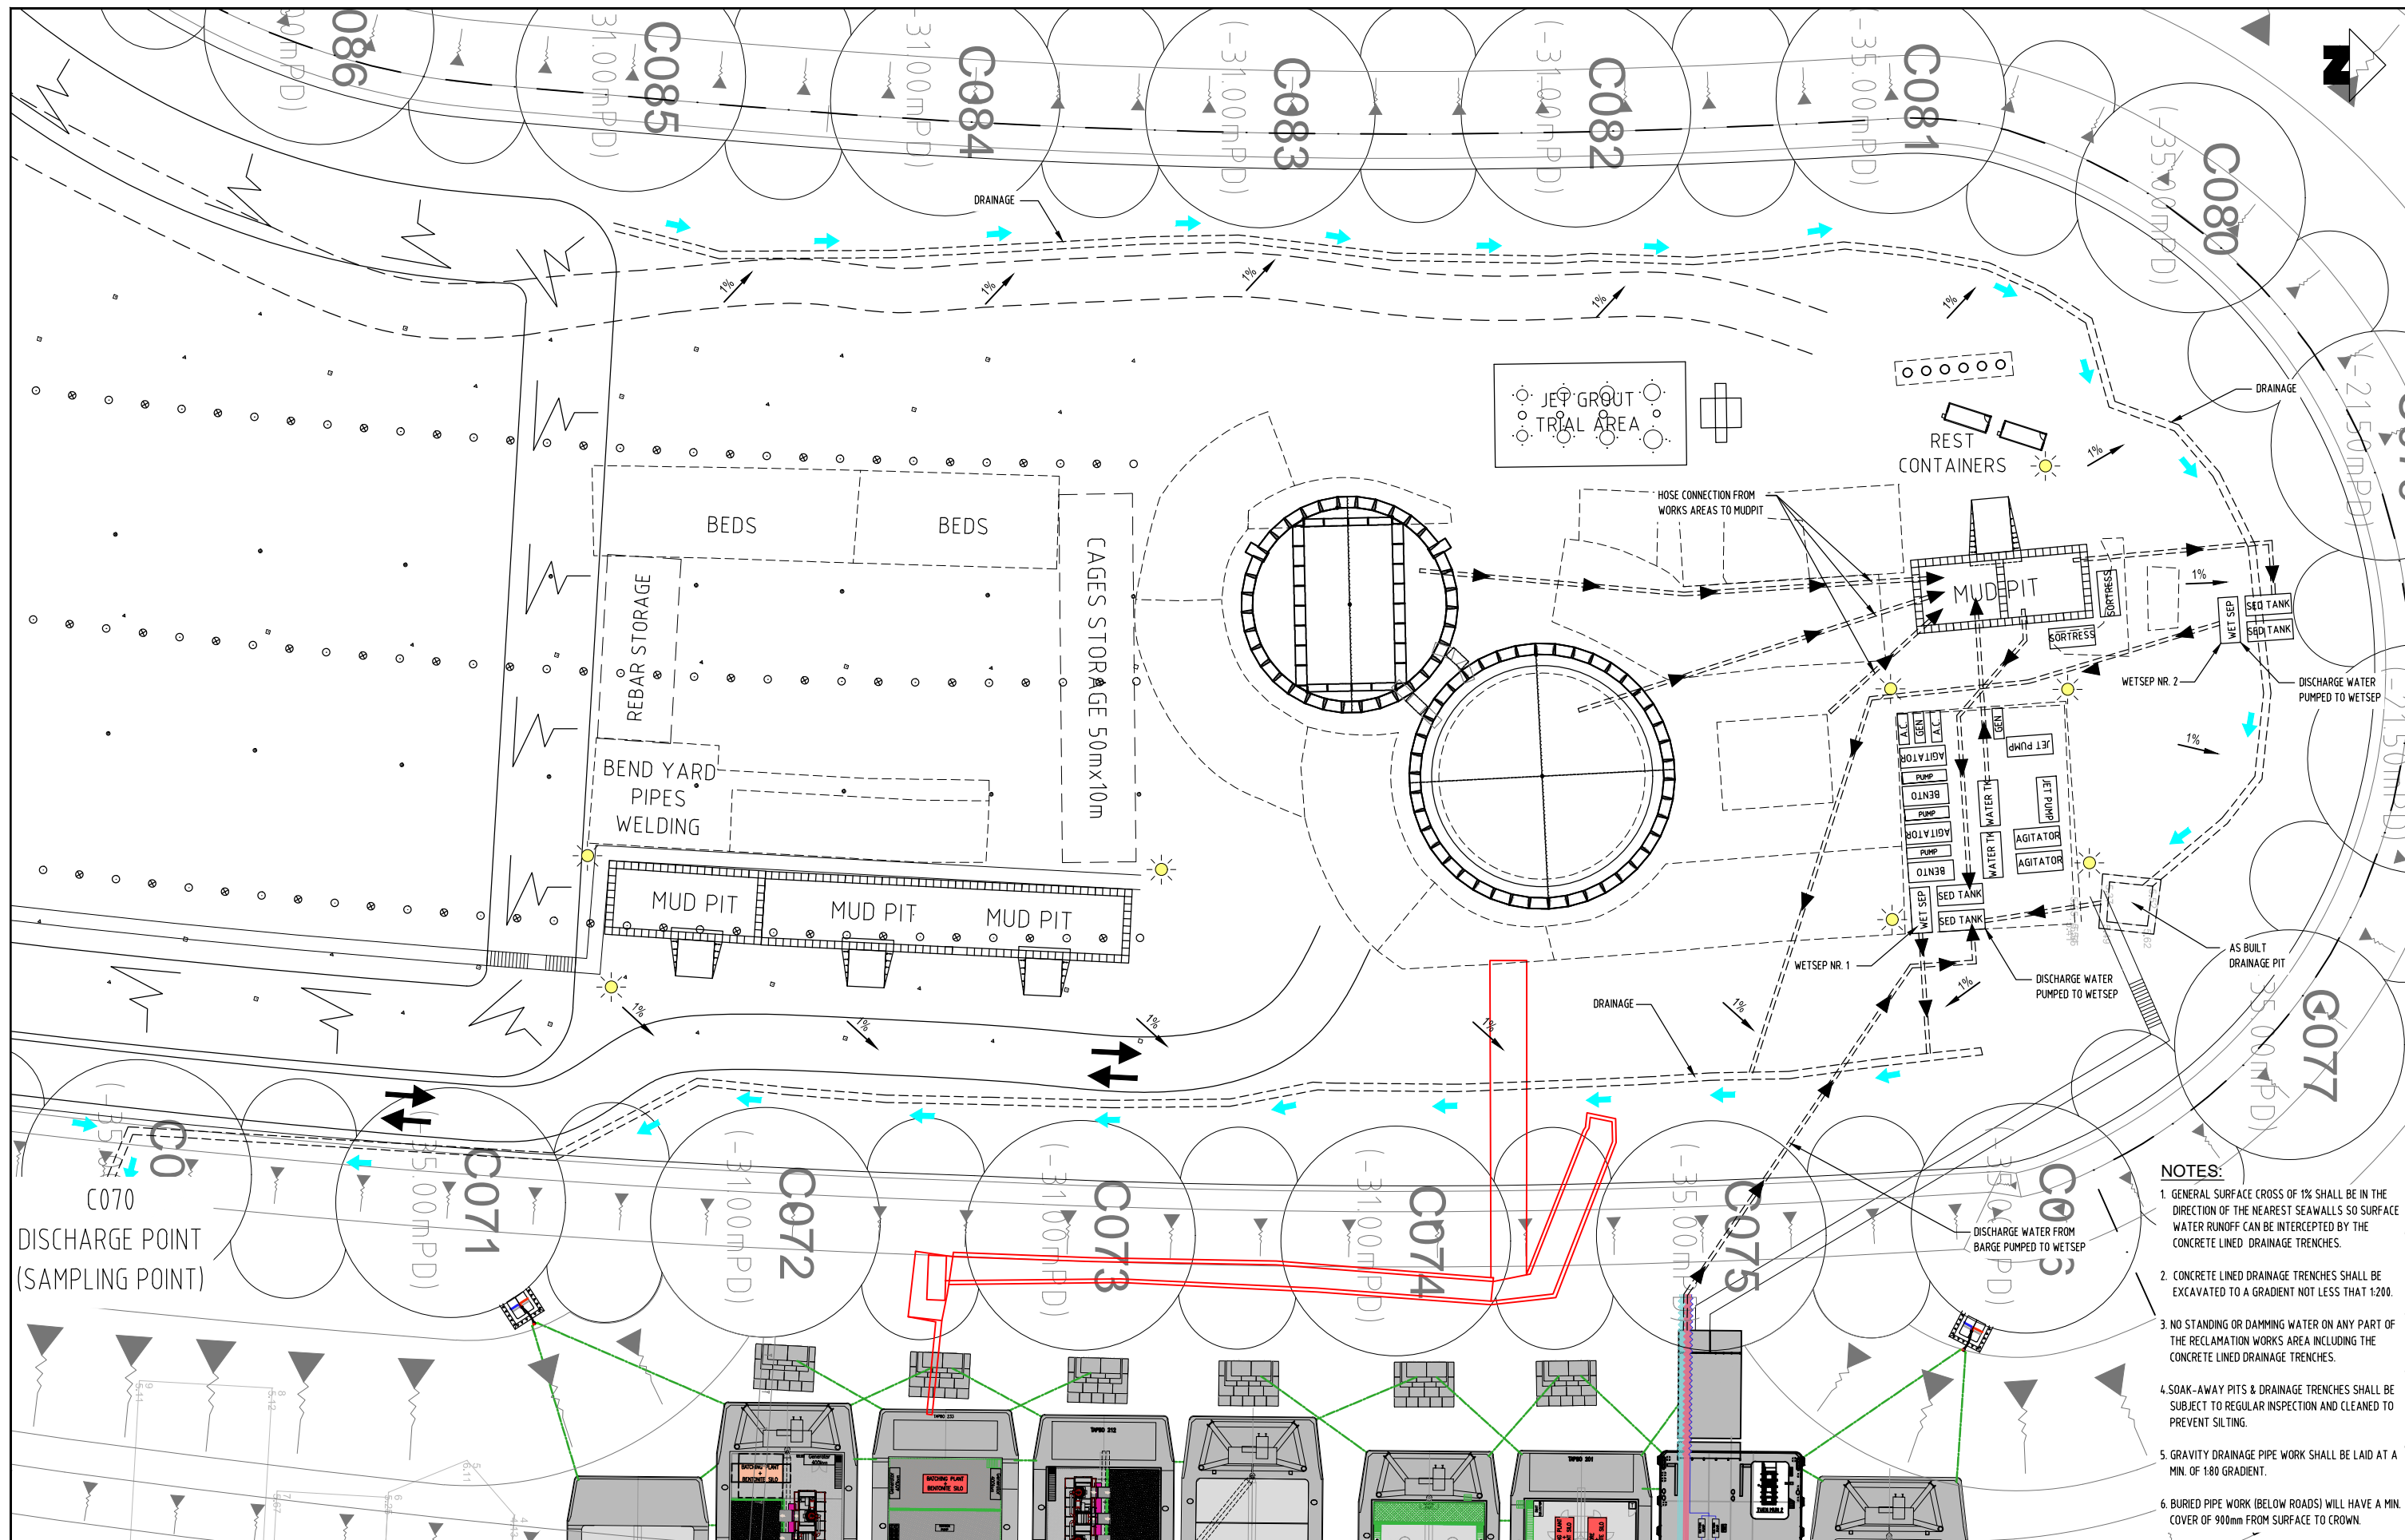 C086
C085
C084
C083
C082
C081
C080
(-31.00mPD)
(-31.00mPD)
(-35.00mPD)
(-35.00mPD)
N
DRAINAGE
1%
1%
1%
1%
1%
JET GROUT
TRIAL AREA
DRAINAGE
REST
CONTAINERS
1%
HOSE CONNECTION FROM
WORKS AREAS TO MUDPIT
BEDS
BEDS
CAGES STORAGE 50mx10m
REBAR STORAGE
BEND YARD
PIPES
WELDING
MUD PIT
SORTRESS
SORTRESS
1%
WET SEP
SED TANK
SED TANK
WETSEP NR. 2
DISCHARGE WATER
PUMPED TO WETSEP
1%
A.C.
GEN
A.C.
GEN
AGITATOR
JET PUMP
PUMP
BENTO
PUMP
AGITATOR
PUMP
BENTO
WATER TK
WATER TK
JET PUMP
AGITATOR
AGITATOR
WET SEP
SED TANK
SED TANK
MUD PIT
MUD PIT
MUD PIT
WETSEP NR. 1
DISCHARGE WATER
PUMPED TO WETSEP
AS BUILT
DRAINAGE PIT
DRAINAGE
1%
1%
1%
1%
1%
1%
C0
C071
C072
C073
C074
C075
C077
(-35.00mPD)
(-31.00mPD)
(-31.00mPD)
(-31.00mPD)
C070
DISCHARGE POINT
(SAMPLING POINT)
DISCHARGE WATER FROM
BARGE PUMPED TO WETSEP
NOTES:
1. GENERAL SURFACE CROSS OF 1% SHALL BE IN THE
DIRECTION OF THE NEAREST SEAWALLS SO SURFACE
WATER RUNOFF CAN BE INTERCEPTED BY THE
CONCRETE LINED DRAINAGE TRENCHES.
2. CONCRETE LINED DRAINAGE TRENCHES SHALL BE
EXCAVATED TO A GRADIENT NOT LESS THAT 1:200.
3. NO STANDING OR DAMMING WATER ON ANY PART OF
THE RECLAMATION WORKS AREA INCLUDING THE
CONCRETE LINED DRAINAGE TRENCHES.
4.SOAK-AWAY PITS & DRAINAGE TRENCHES SHALL BE
SUBJECT TO REGULAR INSPECTION AND CLEANED TO
PREVENT SILTING.
5. GRAVITY DRAINAGE PIPE WORK SHALL BE LAID AT A
MIN. OF 1:80 GRADIENT.
6. BURIED PIPE WORK (BELOW ROADS) WILL HAVE A MIN.
COVER OF 900mm FROM SURFACE TO CROWN.
BATCHING PLANT
+
BENTONITE SILO
BATCHING PLANT
+
BENTONITE SILO